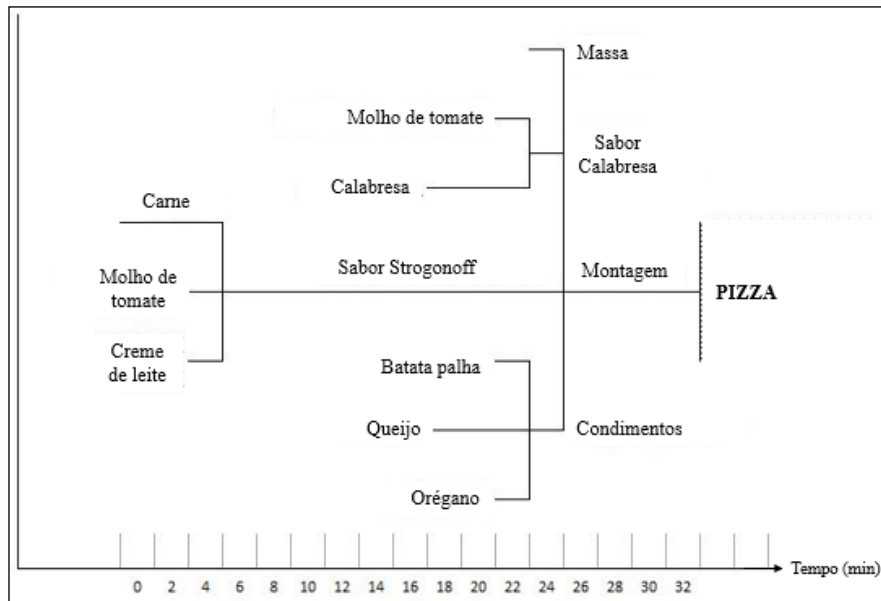 Massa
Molho de tomate
Sabor
Calabresa
Calabresa
Carne
Sabor Strogonoff
Montagem
Molho de
tomate
PIZZA
Creme
de leite
Batata palha
Queijo
Condimentos
Orégano
Tempo (min)
0 2 4 6 8 10 12 14 16 18 20 22 24 26 28 30 32